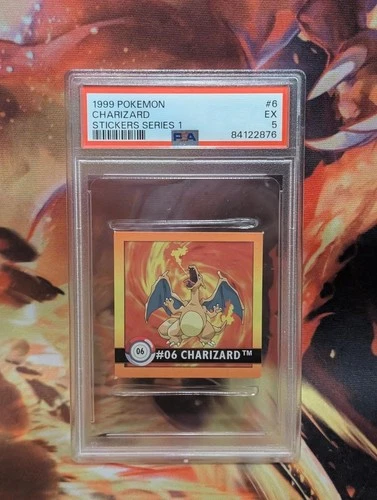 1999 POKEMON #6
CHARIZARD EX
STICKERS SERIES 1 5
PSA 84122876
06 #06 CHARIZARD™